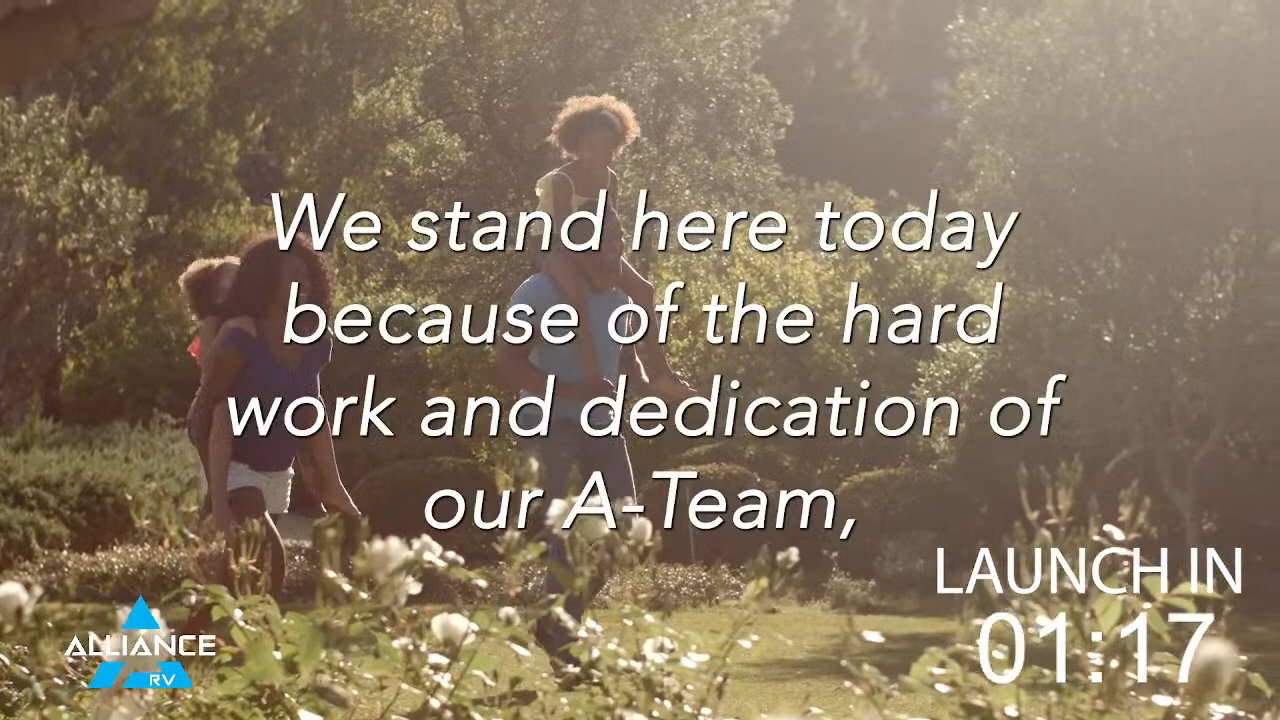 We stand here today
because of the hard
work and dedication of
our A-Team,
LAUNCH IN
01:17
ALLIANCE
RV